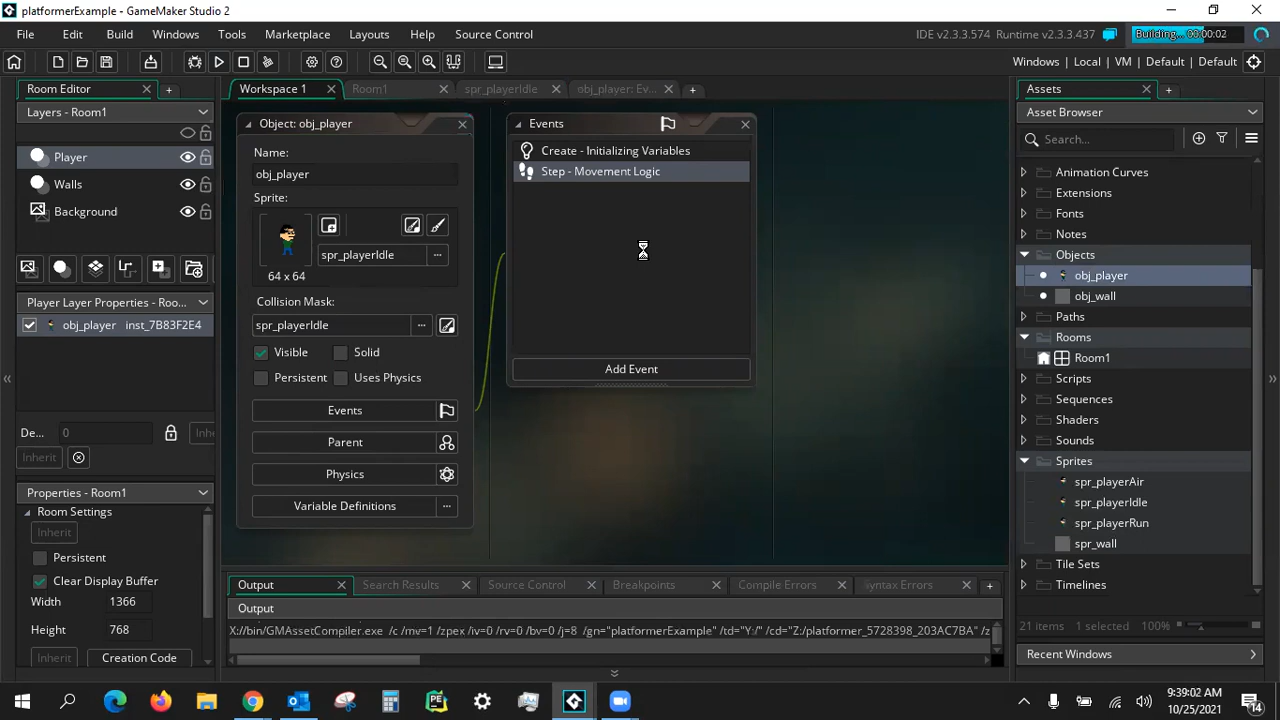 platformerExample - GameMaker Studio 2
File Edit Build Windows Tools Marketplace Layouts Help Source Control
IDE v2.3.3.574 Runtime v2.3.3.437 Building... 00:00:02
Windows | Local | VM | Default | Default
Room Editor
Workspace 1 Room1 spr_playerIdle obj_player: Ev...
Assets
Layers - Room1
Asset Browser
Search...
Player
Walls
Background
Player Layer Properties - Roo...
obj_player inst_7B83F2E4
De... 0 Inh
Inherit
Properties - Room1
Room Settings
Inherit
Persistent
Clear Display Buffer
Width 1366
Height 768
Inherit Creation Code
Object: obj_player
Name:
obj_player
Sprite:
spr_playerIdle ...
64 x 64
Collision Mask:
spr_playerIdle ...
Visible Solid
Persistent Uses Physics
Events
Parent
Physics
Variable Definitions ...
Events
Create - Initializing Variables
Step - Movement Logic
Add Event
Output Search Results Source Control Breakpoints Compile Errors Syntax Errors
Output
X://bin/GMAssetCompiler.exe /c /mv=1 /zpex /iv=0 /rv=0 /bv=0 /j=8 /gn="platformerExample" /td="Y:/" /cd="Z:/platformer_5728398_203AC7BA" /z
Animation Curves
Extensions
Fonts
Notes
Objects
obj_player
obj_wall
Paths
Rooms
Room1
Scripts
Sequences
Shaders
Sounds
Sprites
spr_playerAir
spr_playerIdle
spr_playerRun
spr_wall
Tile Sets
Timelines
21 items 1 selected 100%
Recent Windows
9:39:02 AM
10/25/2021
14